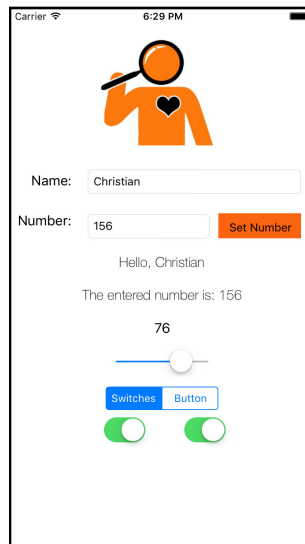 Carrier 6:29 PM
Name: Christian
Number: 156 Set Number
Hello, Christian
The entered number is: 156
76
Switches Button